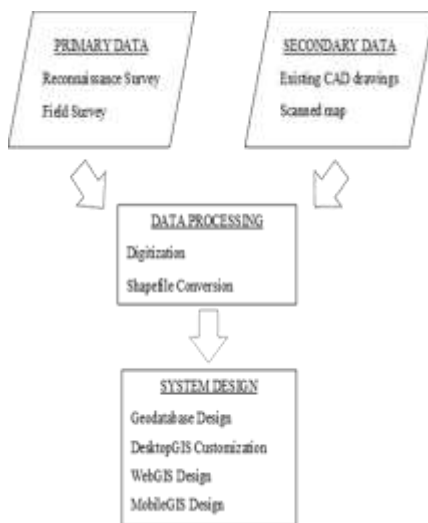 PRIMARY DATA
Reconnaissance Survey
Field Survey
SECONDARY DATA
Existing CAD drawings
Scanned map
DATA PROCESSING
Digitization
Shapefile Conversion
SYSTEM DESIGN
Geodatabase Design
DesktopGIS Customization
WebGIS Design
MobileGIS Design